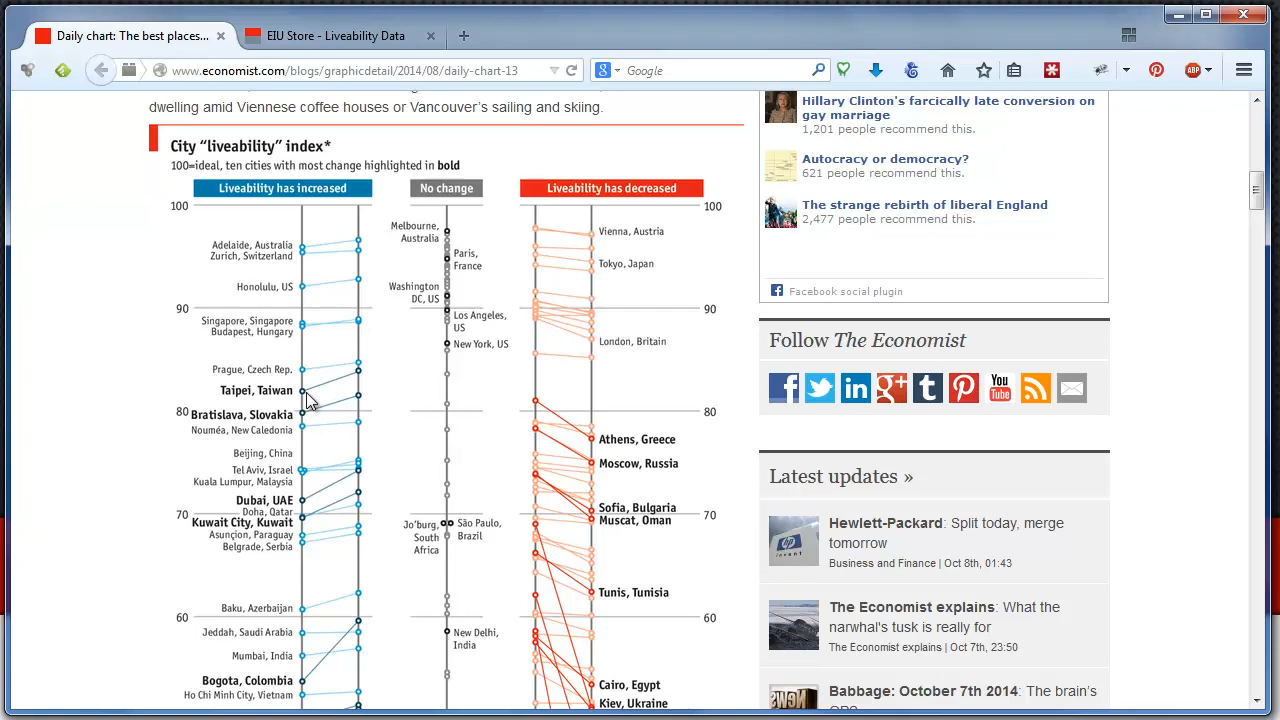 Daily chart: The best places...
EIU Store - Liveability Data
www.economist.com/blogs/graphicdetail/2014/08/daily-chart-13
Google
dwelling amid Viennese coffee houses or Vancouver's sailing and skiing.
City “liveability” index*
100=ideal, ten cities with most change highlighted in bold
Liveability has increased
No change
Liveability has decreased
100
90
80
70
60
Adelaide, Australia
Zurich, Switzerland
Honolulu, US
Singapore, Singapore
Budapest, Hungary
Prague, Czech Rep.
Taipei, Taiwan
Bratislava, Slovakia
Nouméa, New Caledonia
Beijing, China
Tel Aviv, Israel
Kuala Lumpur, Malaysia
Dubai, UAE
Doha, Qatar
Kuwait City, Kuwait
Asunçion, Paraguay
Belgrade, Serbia
Baku, Azerbaijan
Jeddah, Saudi Arabia
Mumbai, India
Bogota, Colombia
Ho Chi Minh City, Vietnam
Melbourne,
Australia
Paris,
France
Washington
DC, US
Los Angeles,
US
New York, US
Jo'burg,
South
Africa
São Paulo,
Brazil
New Delhi,
India
Vienna, Austria
Tokyo, Japan
London, Britain
Athens, Greece
Moscow, Russia
Sofia, Bulgaria
Muscat, Oman
Tunis, Tunisia
Cairo, Egypt
Kiev, Ukraine
100
90
80
70
60
Hillary Clinton's farcically late conversion on
gay marriage
1,201 people recommend this.
Autocracy or democracy?
621 people recommend this.
The strange rebirth of liberal England
2,477 people recommend this.
Facebook social plugin
Follow The Economist
You
Tube
Latest updates »
Hewlett-Packard: Split today, merge
tomorrow
Business and Finance | Oct 8th, 01:43
The Economist explains: What the
narwhal's tusk is really for
The Economist explains | Oct 7th, 23:50
News
Babbage: October 7th 2014: The brain's